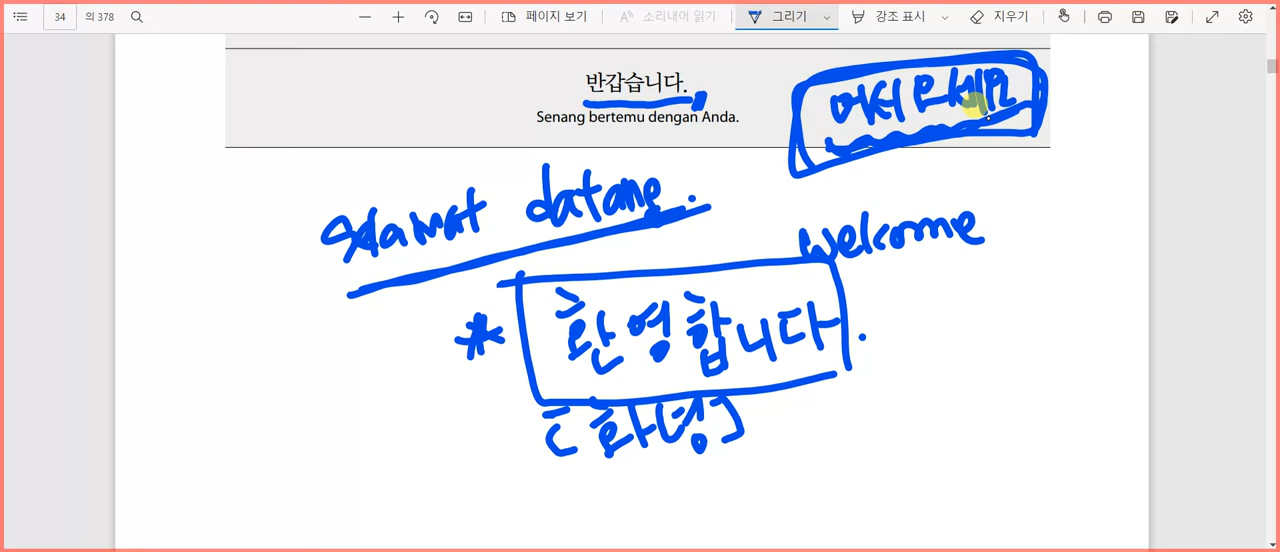 34 의 378 페이지 보기 소리내어 읽기 그리기 강조 표시 지우기
반갑습니다.
Senang bertemu dengan Anda.
어서 오세요
Selamat datang.
welcome
* 환영합니다.
[화녕]